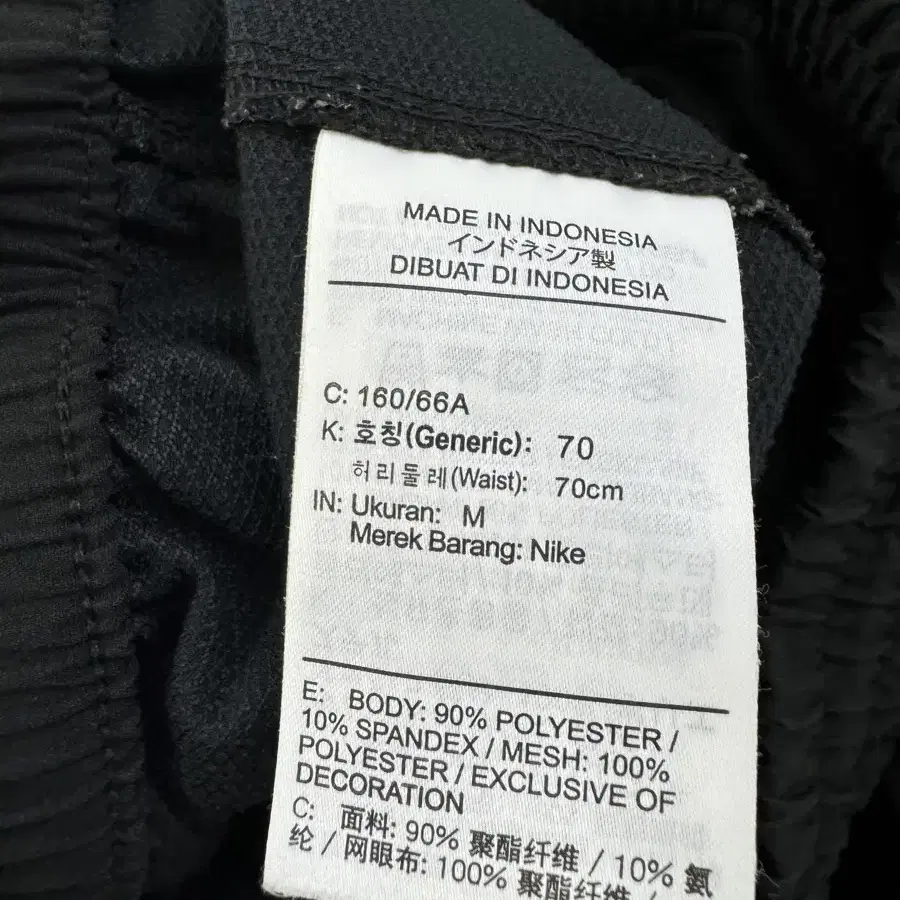 MADE IN INDONESIA
インドネシア製
DIBUAT DI INDONESIA
C: 160/66A
K: 호칭(Generic): 70
허리둘레(Waist): 70cm
IN: Ukuran: M
Merek Barang: Nike
E: BODY: 90% POLYESTER /
10% SPANDEX / MESH: 100%
POLYESTER / EXCLUSIVE OF
DECORATION
C: 面料: 90% 聚酯纤维 / 10% 氨
纶 / 网眼布: 100% 聚酯纤维 /